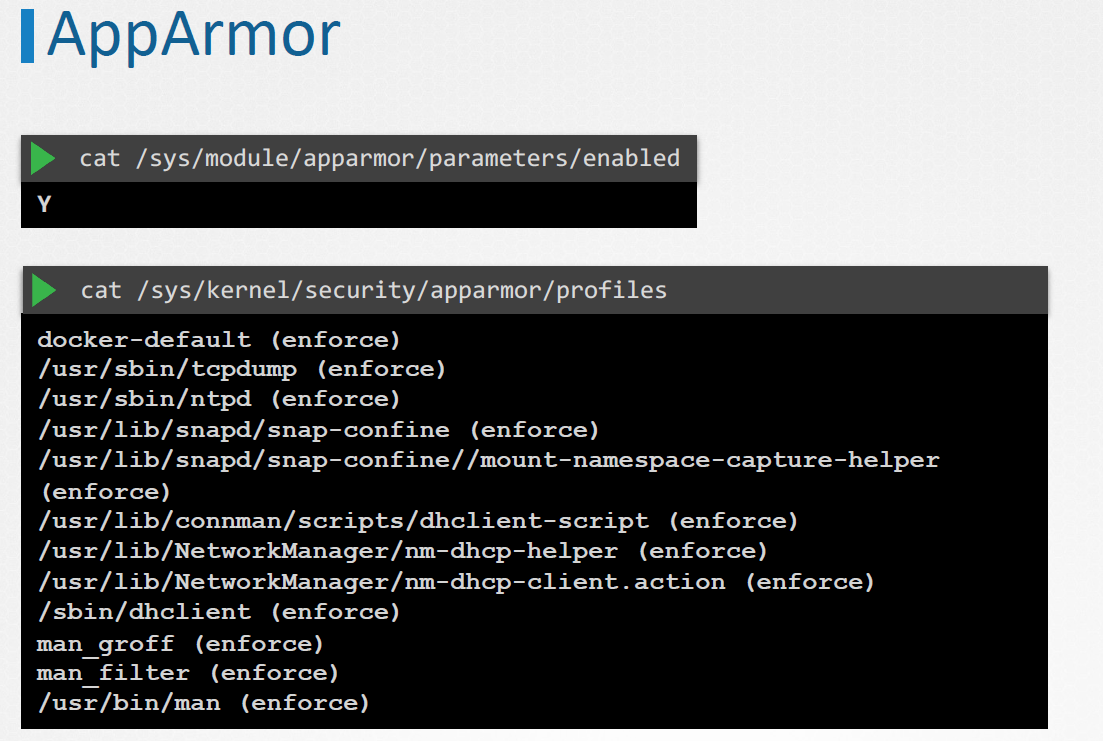 AppArmor
cat /sys/module/apparmor/parameters/enabled
Y
cat /sys/kernel/security/apparmor/profiles
docker-default (enforce)
/usr/sbin/tcpdump (enforce)
/usr/sbin/ntpd (enforce)
/usr/lib/snapd/snap-confine (enforce)
/usr/lib/snapd/snap-confine//mount-namespace-capture-helper
(enforce)
/usr/lib/connman/scripts/dhclient-script (enforce)
/usr/lib/NetworkManager/nm-dhcp-helper (enforce)
/usr/lib/NetworkManager/nm-dhcp-client.action (enforce)
/sbin/dhclient (enforce)
man_groff (enforce)
man_filter (enforce)
/usr/bin/man (enforce)